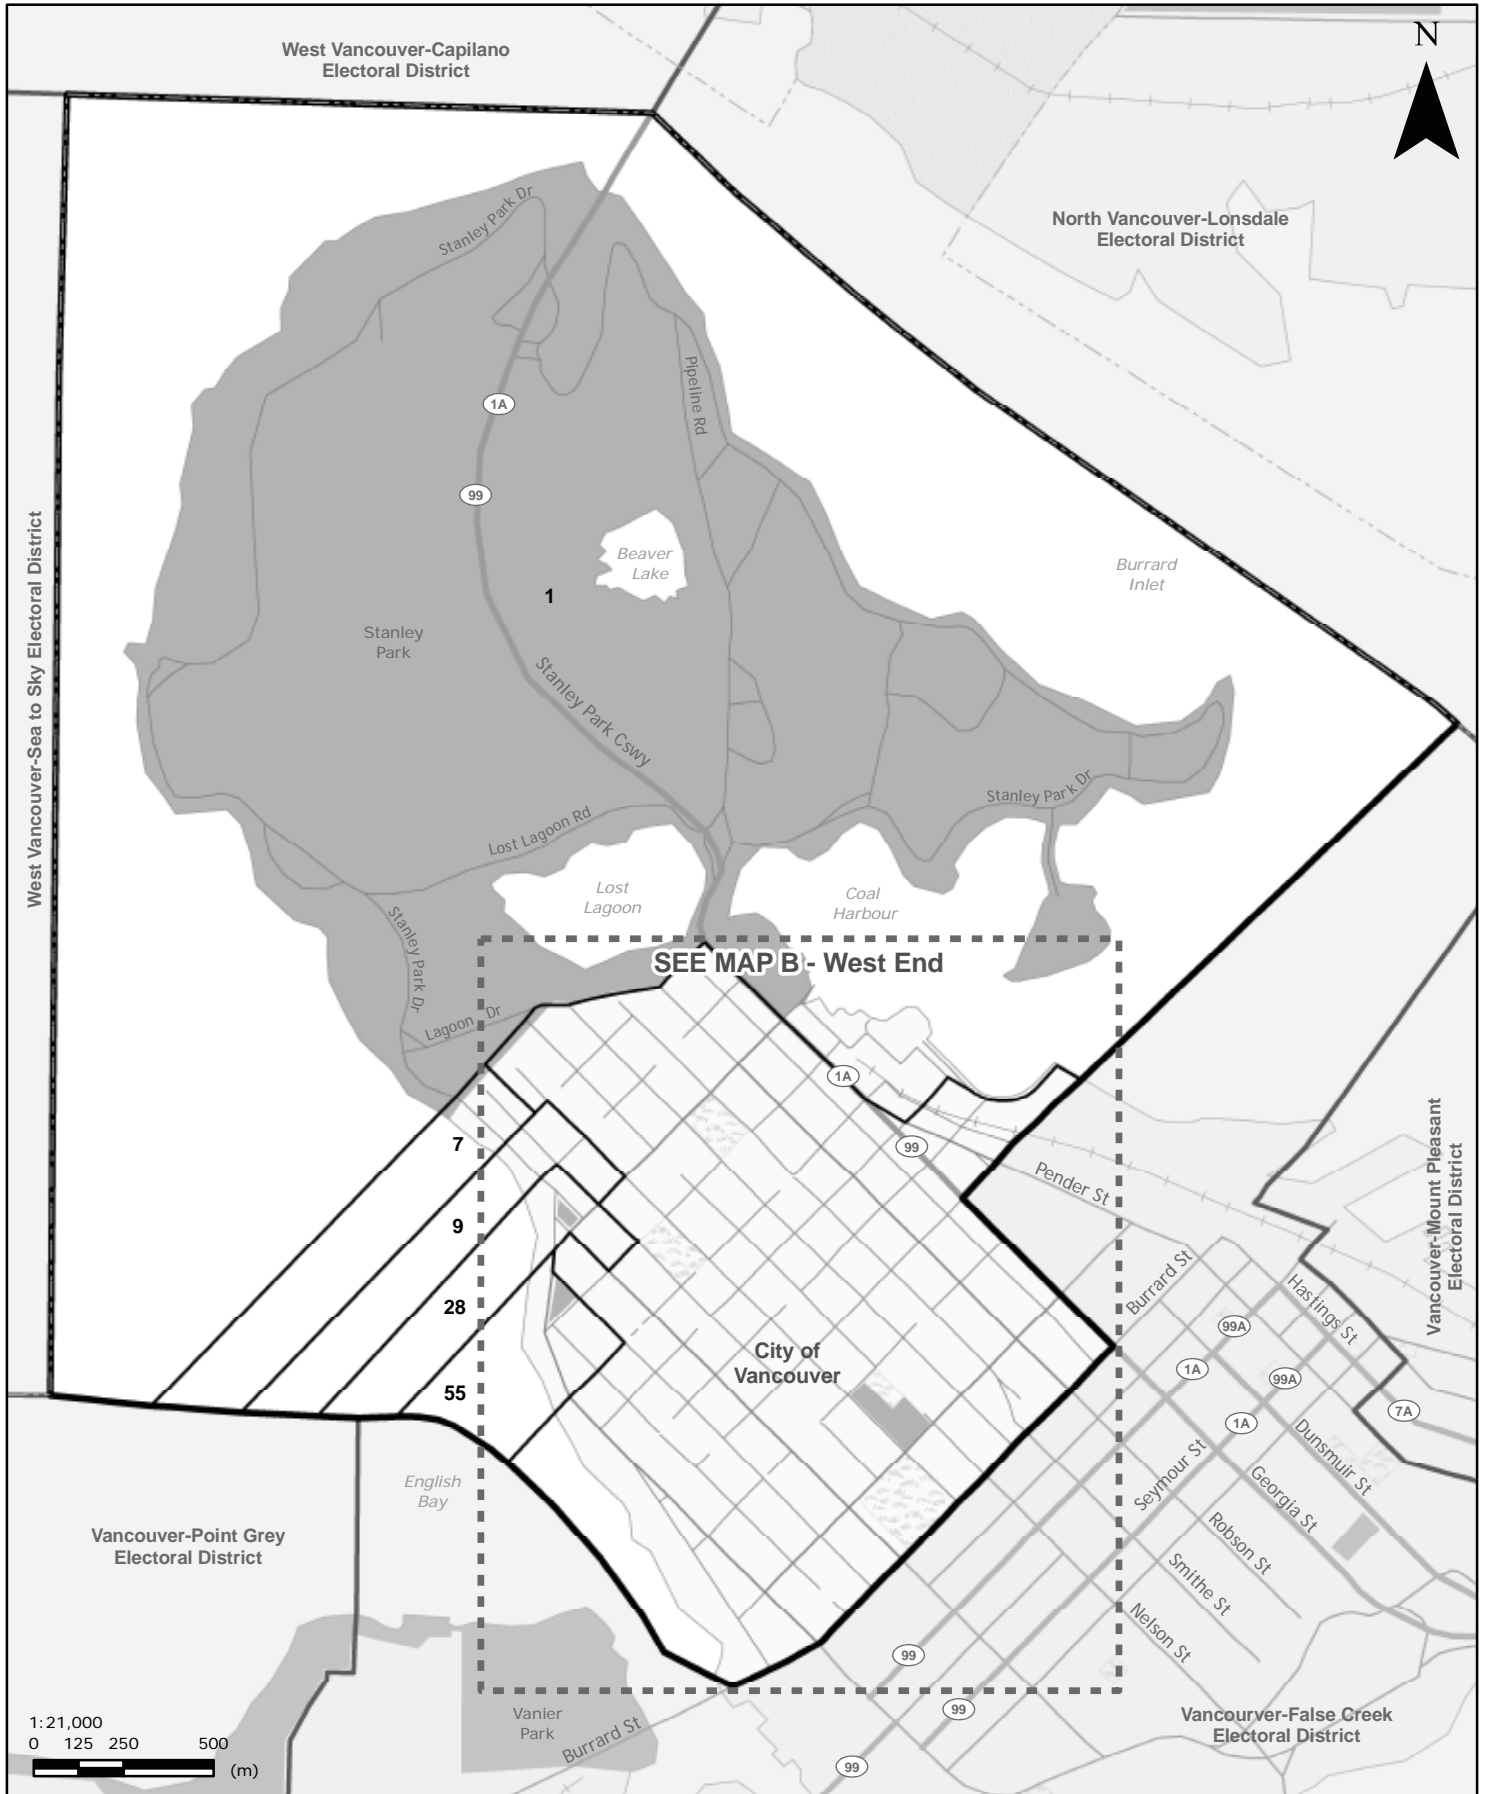 West Vancouver-Capilano
Electoral District
N
North Vancouver-Lonsdale
Electoral District
Stanley Park Dr
Pipeline Rd
1A
99
Beaver
Lake
Burrard
Inlet
1
Stanley
Park
West Vancouver-Sea to Sky Electoral District
Stanley Park Cswy
Stanley Park Dr
Lost Lagoon Rd
Lost
Lagoon
Coal
Harbour
Stanley Park Dr
SEE MAP B - West End
Lagoon Dr
1A
7
99
Pender St
Vancouver-Mount Pleasant
Electoral District
9
Burrard St
28
Hastings St
99A
City of
Vancouver
1A
99A
55
7A
1A
Dunsmuir St
English
Bay
Seymour St
Georgia St
Vancouver-Point Grey
Electoral District
Robson St
Smithe St
Nelson St
99
99
Vanier
Park
Burrard St
Vancourver-False Creek
Electoral District
1:21,000
0 125 250 500
(m)
99